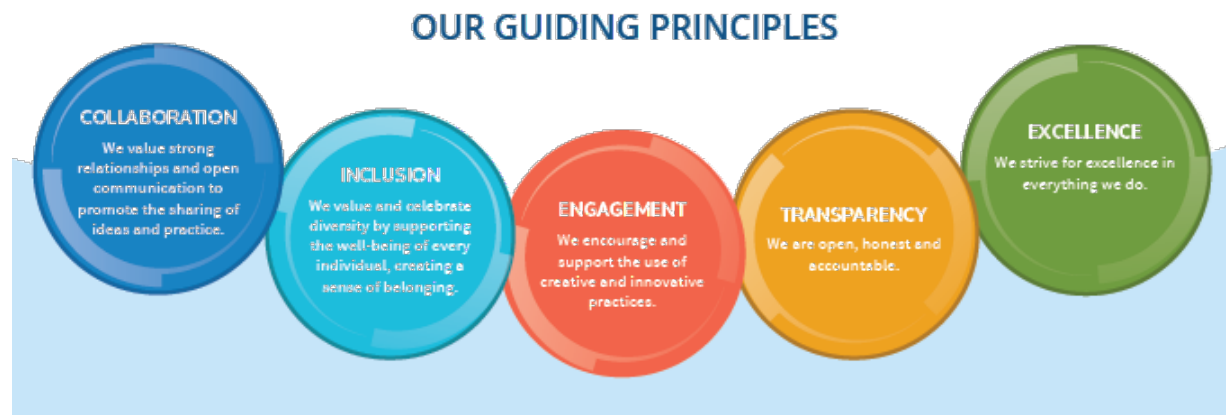 OUR GUIDING PRINCIPLES
COLLABORATION
We value strong
relationships and open
communication to
promote the sharing of
ideas and practice.
INCLUSION
We value and celebrate
diversity by supporting
the well-being of every
individual, creating a
sense of belonging.
ENGAGEMENT
We encourage and
support the use of
creative and innovative
practices.
TRANSPARENCY
We are open, honest and
accountable.
EXCELLENCE
We strive for excellence in
everything we do.